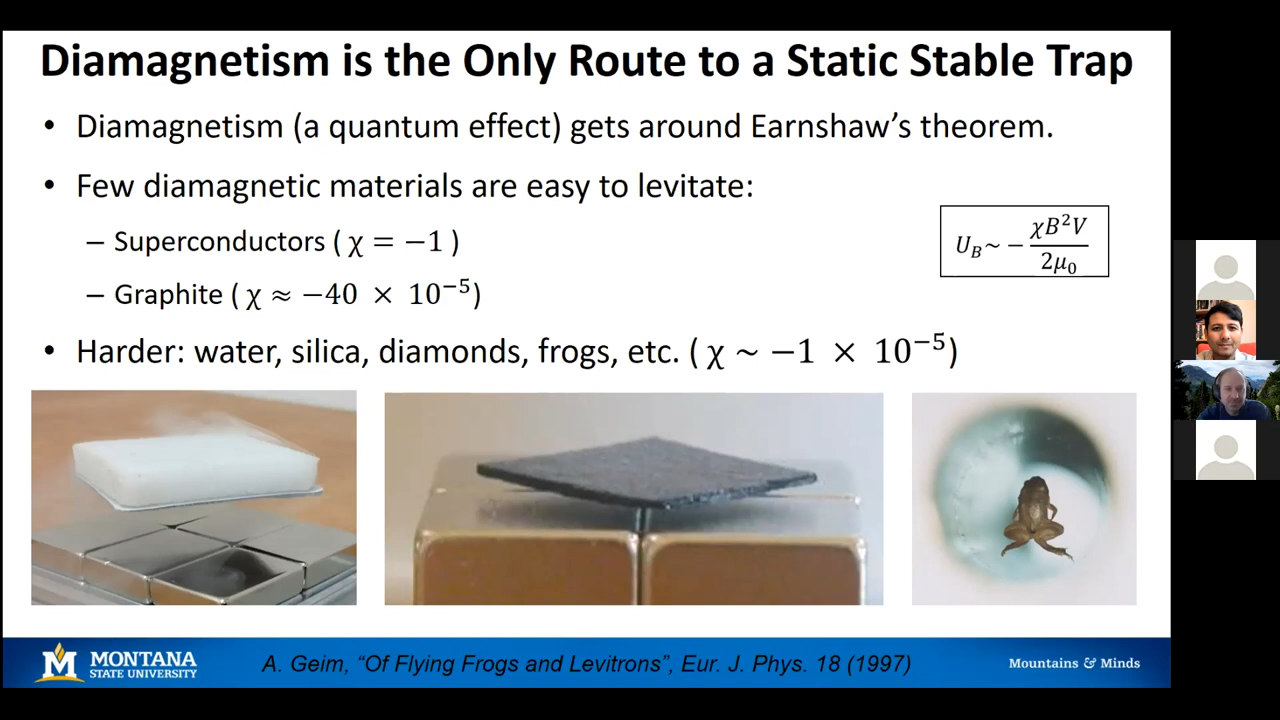 Diamagnetism is the Only Route to a Static Stable Trap
• Diamagnetism (a quantum effect) gets around Earnshaw’s theorem.
• Few diamagnetic materials are easy to levitate:
– Superconductors ( χ = −1 )
– Graphite ( χ ≈ −40 × 10⁻⁵)
U_B ~ − χB²V / 2μ₀
• Harder: water, silica, diamonds, frogs, etc. ( χ ~ −1 × 10⁻⁵)
M MONTANA
STATE UNIVERSITY
A. Geim, “Of Flying Frogs and Levitrons”, Eur. J. Phys. 18 (1997)
Mountains & Minds